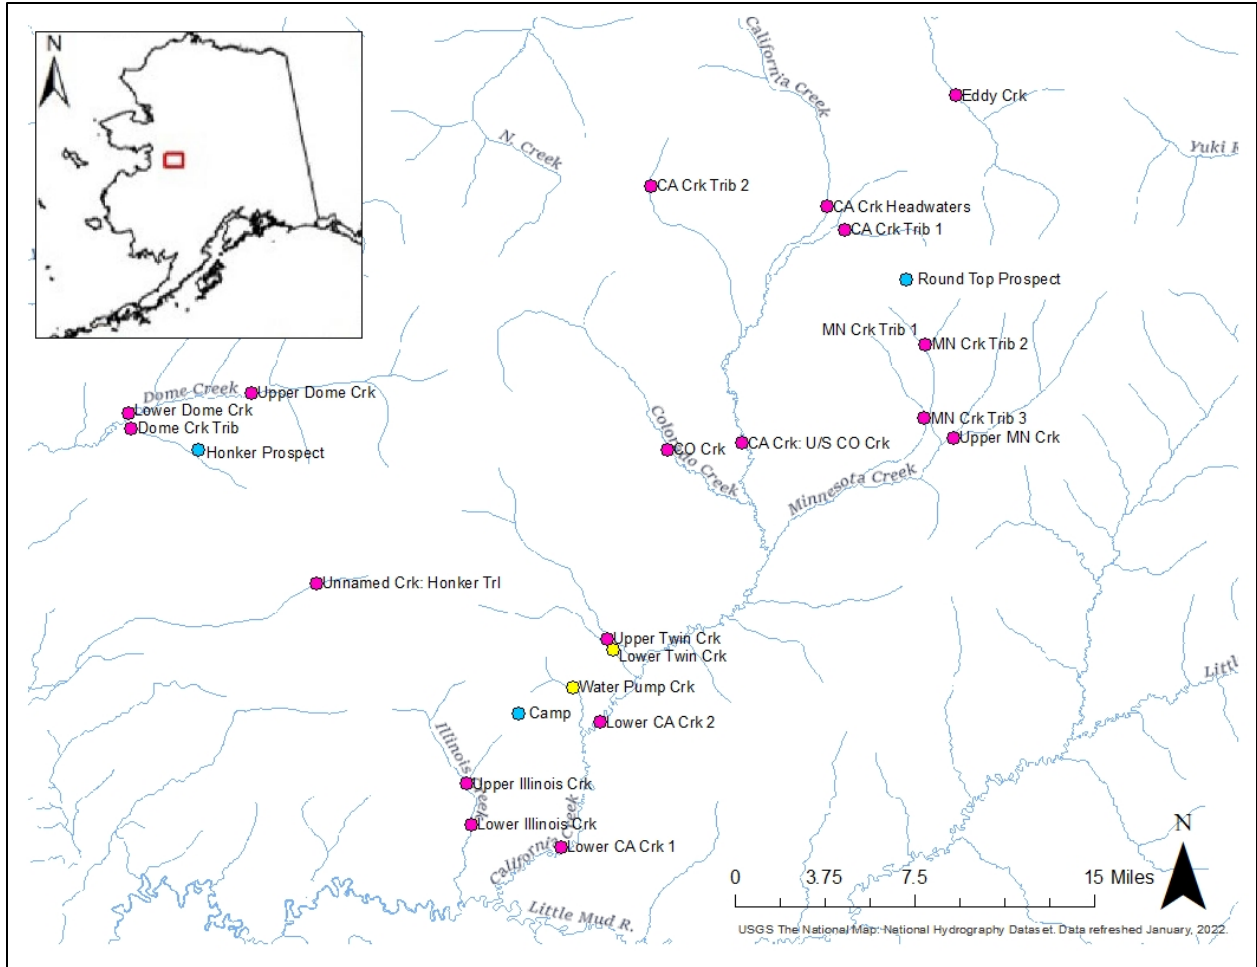 N
California Creek
Eddy Crk
N. Creek
Yuki R
CA Crk Trib 2
CA Crk Headwaters
CA Crk Trib 1
Round Top Prospect
MN Crk Trib 1
MN Crk Trib 2
Dome Creek
Upper Dome Crk
Lower Dome Crk
Dome Crk Trib
Honker Prospect
Colorado Creek
CO Crk
CA Crk: U/S CO Crk
MN Crk Trib 3
Upper MN Crk
Minnesota Creek
Unnamed Crk: Honker Trl
Upper Twin Crk
Lower Twin Crk
Littl
Water Pump Crk
Camp
Lower CA Crk 2
Illinois Creek
Upper Illinois Crk
Lower Illinois Crk
California Creek
Lower CA Crk 1
Little Mud R.
N
0 3.75 7.5 15 Miles
USGS The National Map: National Hydrography Dataset. Data refreshed January, 2022.